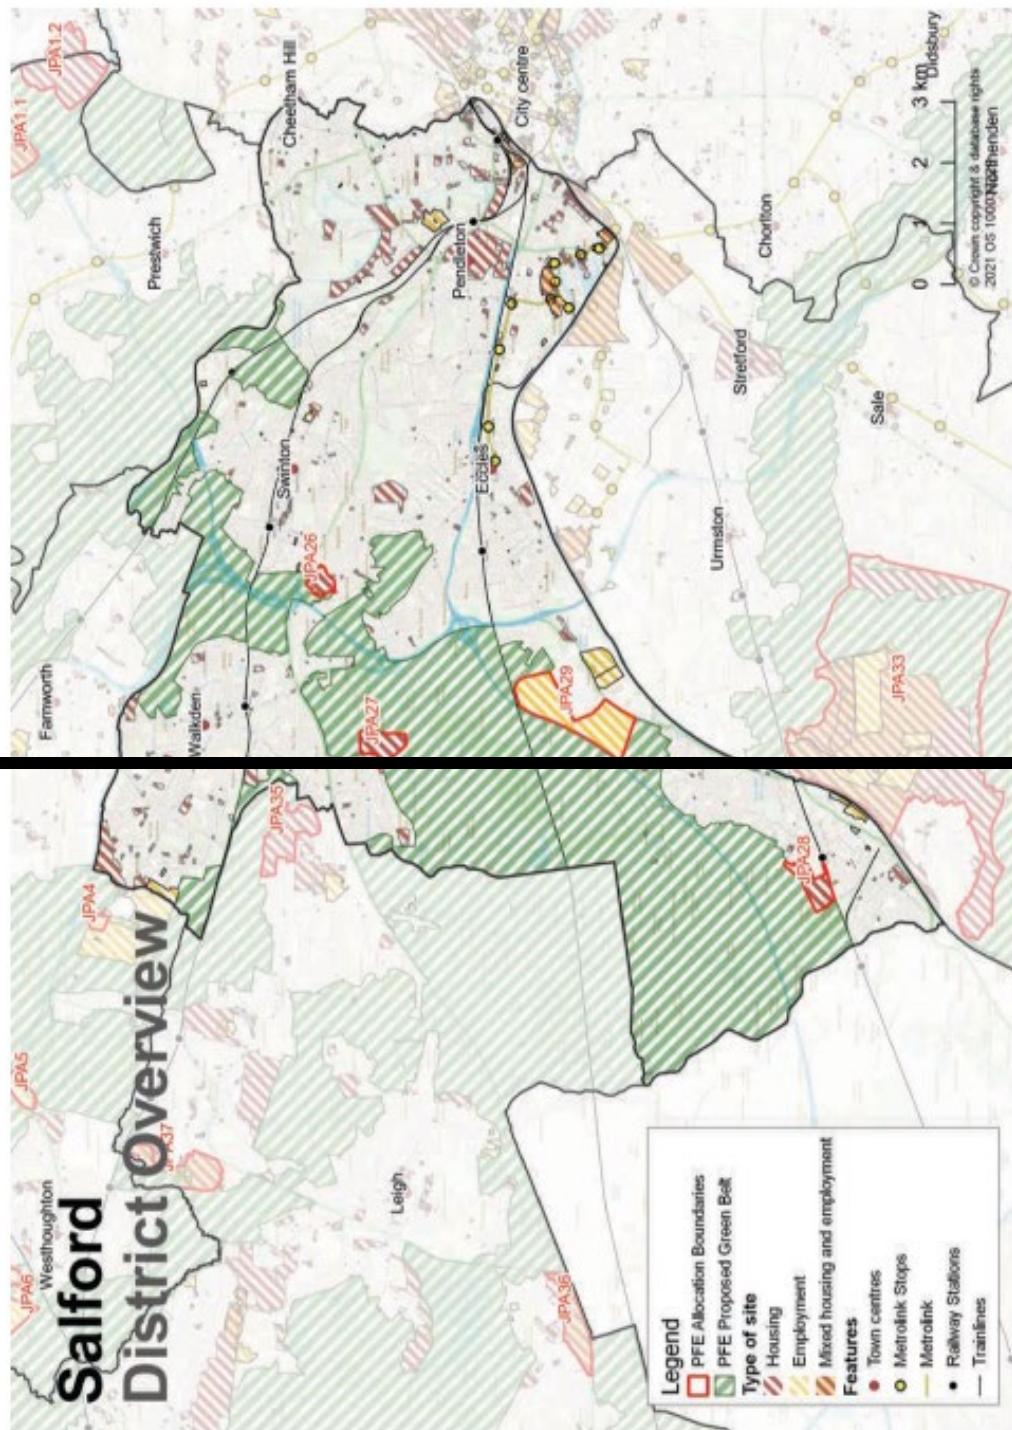 Salford
District Overview
JPA6
Westhoughton
JPA5
JPA4
JPA37
JPA35
Leigh
JPA36
JPA28
Legend
PFE Allocation Boundaries
PFE Proposed Green Belt
Type of site
Housing
Employment
Mixed housing and employment
Features
Town centres
Metrolink Stops
Metrolink
Railway Stations
Trainlines
Farnworth
Walkden
JPA27
JPA26
Swinton
JPA29
Eccles
Prestwich
JPA1.1
JPA1.2
Cheetham Hill
Pendleton
City centre
JPA33
Urmston
Stretford
Sale
Chorlton
Didsbury
Northenden
0 1 2 3 km
© Crown copyright & database rights
2021 OS